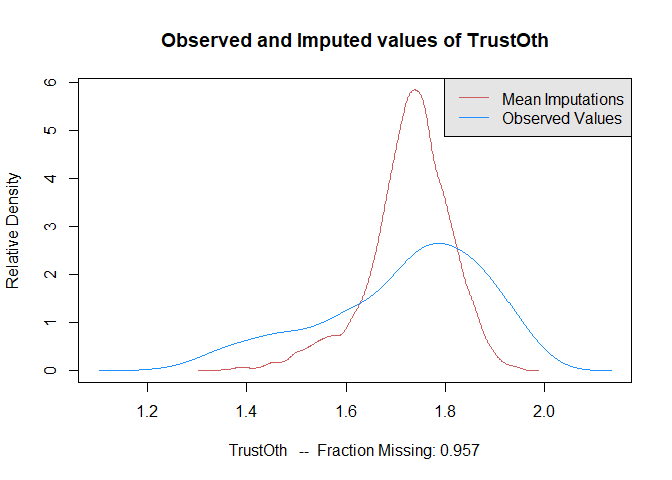 Observed and Imputed values of TrustOth
Mean Imputations
Observed Values
Relative Density
6
5
4
3
2
1
0
1.2 1.4 1.6 1.8 2.0
TrustOth -- Fraction Missing: 0.957